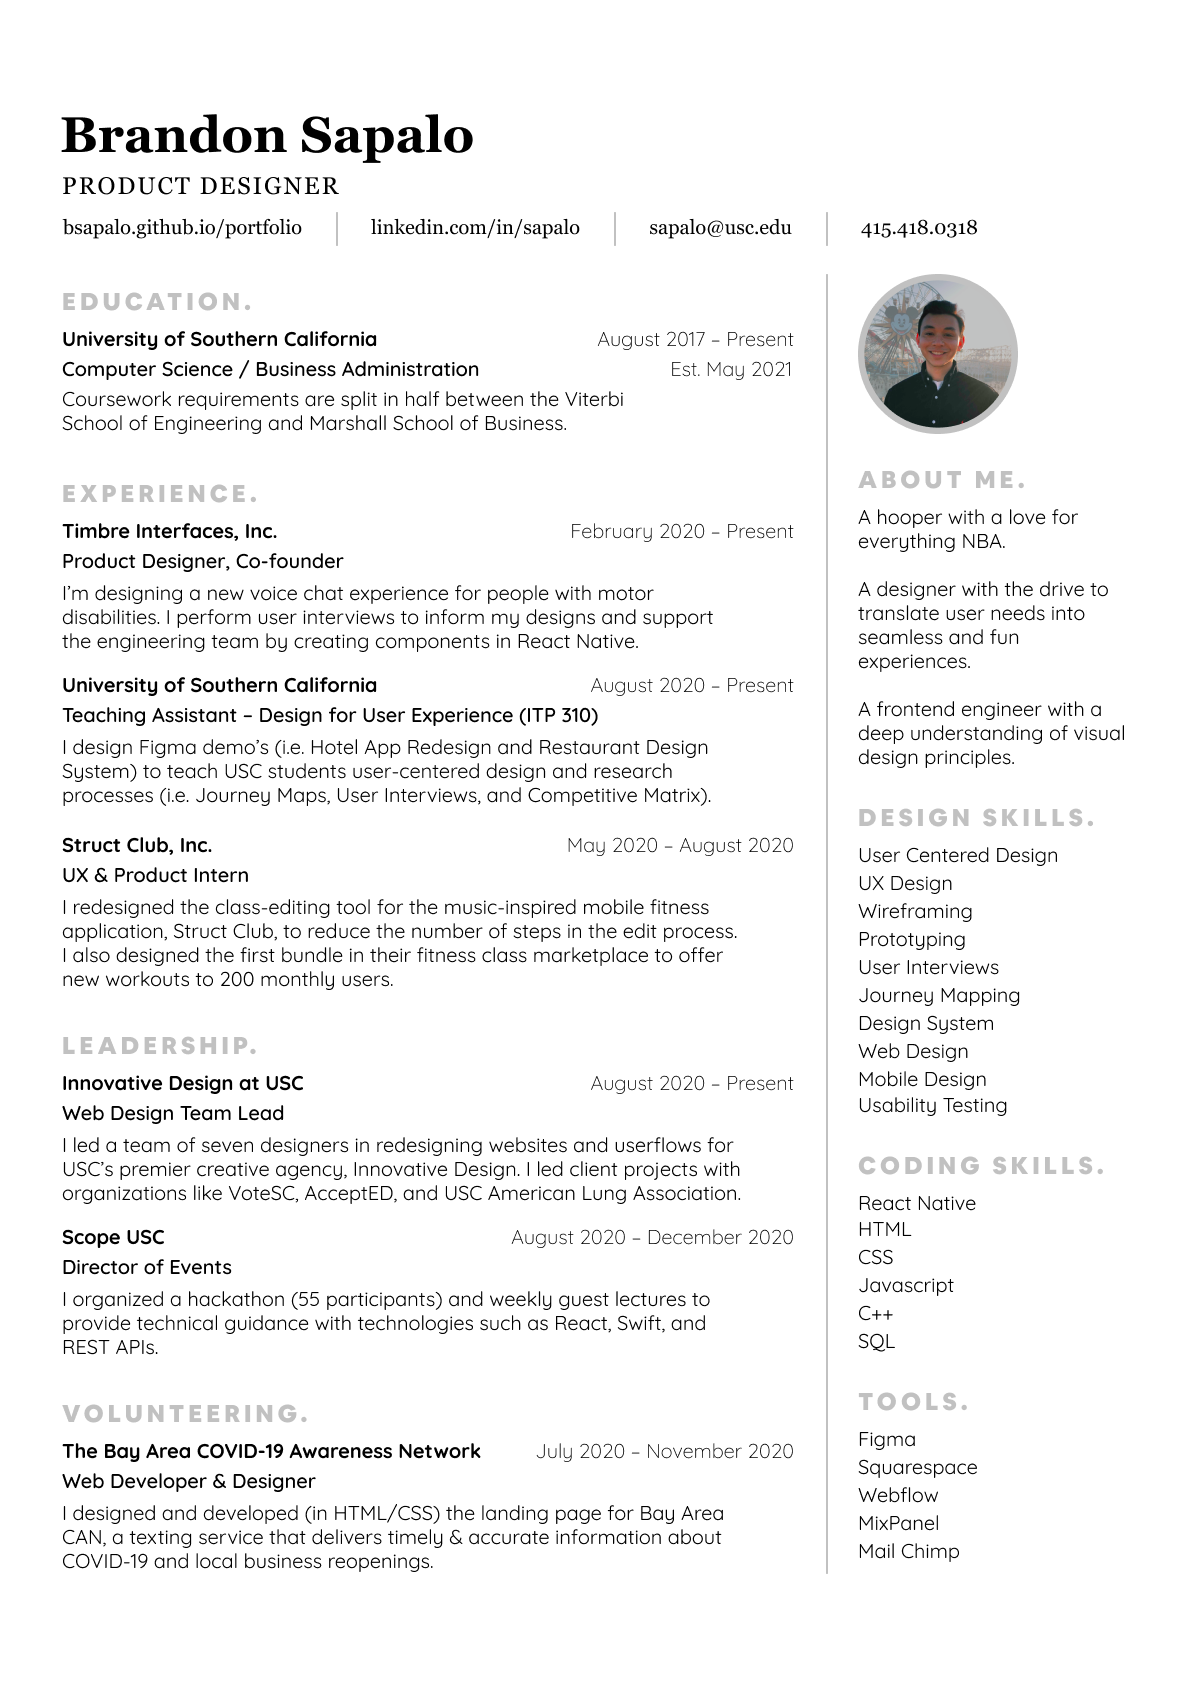 Brandon Sapalo
PRODUCT DESIGNER
bsapalo.github.io/portfolio
linkedin.com/in/sapalo
sapalo@usc.edu
415.418.0318
EDUCATION.
University of Southern California August 2017 – Present
Computer Science / Business Administration Est. May 2021
Coursework requirements are split in half between the Viterbi
School of Engineering and Marshall School of Business.
EXPERIENCE.
Timbre Interfaces, Inc. February 2020 – Present
Product Designer, Co-founder
I’m designing a new voice chat experience for people with motor
disabilities. I perform user interviews to inform my designs and support
the engineering team by creating components in React Native.
University of Southern California August 2020 – Present
Teaching Assistant – Design for User Experience (ITP 310)
I design Figma demo’s (i.e. Hotel App Redesign and Restaurant Design
System) to teach USC students user-centered design and research
processes (i.e. Journey Maps, User Interviews, and Competitive Matrix).
Struct Club, Inc. May 2020 – August 2020
UX & Product Intern
I redesigned the class-editing tool for the music-inspired mobile fitness
application, Struct Club, to reduce the number of steps in the edit process.
I also designed the first bundle in their fitness class marketplace to offer
new workouts to 200 monthly users.
LEADERSHIP.
Innovative Design at USC August 2020 – Present
Web Design Team Lead
I led a team of seven designers in redesigning websites and userflows for
USC’s premier creative agency, Innovative Design. I led client projects with
organizations like VoteSC, AcceptED, and USC American Lung Association.
Scope USC August 2020 – December 2020
Director of Events
I organized a hackathon (55 participants) and weekly guest lectures to
provide technical guidance with technologies such as React, Swift, and
REST APIs.
VOLUNTEERING.
The Bay Area COVID-19 Awareness Network July 2020 – November 2020
Web Developer & Designer
I designed and developed (in HTML/CSS) the landing page for Bay Area
CAN, a texting service that delivers timely & accurate information about
COVID-19 and local business reopenings.
ABOUT ME.
A hooper with a love for
everything NBA.
A designer with the drive to
translate user needs into
seamless and fun
experiences.
A frontend engineer with a
deep understanding of visual
design principles.
DESIGN SKILLS.
User Centered Design
UX Design
Wireframing
Prototyping
User Interviews
Journey Mapping
Design System
Web Design
Mobile Design
Usability Testing
CODING SKILLS.
React Native
HTML
CSS
Javascript
C++
SQL
TOOLS.
Figma
Squarespace
Webflow
MixPanel
Mail Chimp